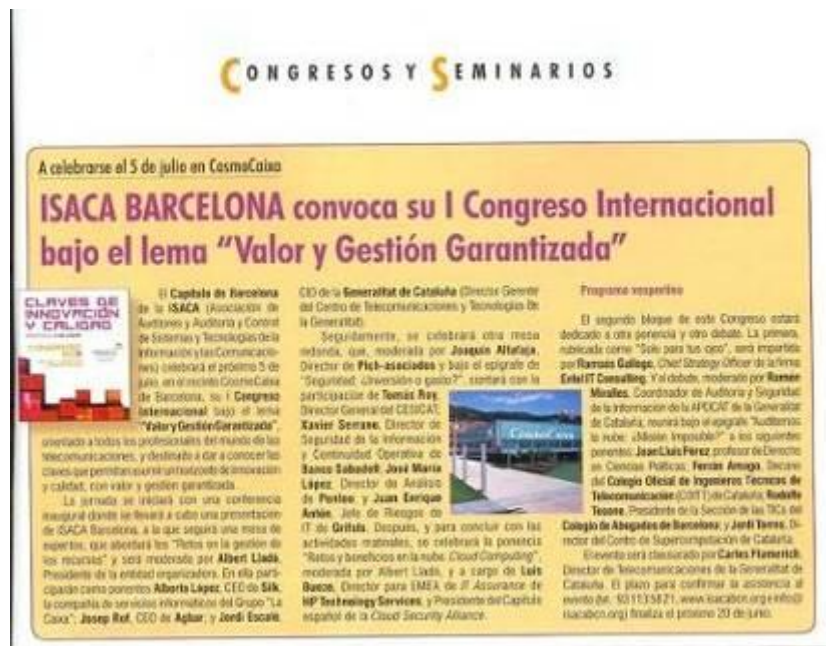 CONGRESOS Y SEMINARIOS
A celebrarse el 5 de julio en CosmoCaixa
ISACA BARCELONA convoca su I Congreso Internacional
bajo el lema “Valor y Gestión Garantizada”
CLAVES DE
INNOVACIÓN
Y CALIDAD
El Capítulo de Barcelona
de la ISACA (Asociación de
Auditores y Auditoría y Control
de Sistemas y Tecnologías de la
Información y las Comunicacio-
nes) celebrará el próximo 5 de
julio, en el recinto CosmoCaixa
de Barcelona, su I Congreso
Internacional bajo el lema
"Valor y Gestión Garantizada",
orientado a todos los profesionales del mundo de las
telecomunicaciones, y destinado a dar a conocer las
claves que permitan asumir un de innovación
y calidad, con valor y gestión garantizada.
La jornada se iniciará con una conferencia
inaugural donde se llevará a cabo una presentación
de ISACA Barcelona, a la que seguirá una mesa de
expertos, que abordará los "Retos en la gestión de
los recursos" y será moderada por Albert Lladó,
Presidente de la entidad organizadora. En ella parti-
ciparán como ponentes Alberto López, CEO de Silk,
la compañía de servicios informáticos del Grupo "La
Caixa"; Josep Ruf, CEO de Agbar; y Jordi Escalé,
CIO de la Generalitat de Cataluña (Director Gerente
del Centro de Telecomunicaciones y Tecnologías de
la Generalitat).
Seguidamente, se celebrará otra mesa
redonda, que, moderada por Joaquín Altafaja,
Director de Pich-asociados y bajo el epígrafe de
"Seguridad: ¿Inversión o gasto?", contará con la
participación de Tomás Roy,
Director General del CESICAT;
Xavier Serrano, Director de
Seguridad de la Información
y Continuidad Operativa de
Banco Sabadell; José María
López, Director de Análisis
de Penteo; y Juan Enrique
Antón, Jefe de Riesgos de
IT de Grifols. Después, y para concluir con las
actividades matinales, se celebrará la ponencia
"Retos y beneficios en la nube. Cloud Computing",
moderada por Albert Lladó, y a cargo de Luis
Buezo, Director para EMEA de IT Assurance de
HP Technology Services, y Presidente del Capítulo
español de la Cloud Security Alliance.
CosmoCaixa
Programa vespertino
El segundo bloque de este Congreso estará
dedicado a otra ponencia y otro debate. La primera,
rubricada como "Solo para tus ojos", será impartida
por Ramsés Gallego, Chief Strategy Officer de la firma
Entel IT Consulting. Y el debate, moderado por Ramon
Miralles, Coordinador de Auditoría y Seguridad
de la Información de la APDCAT de la Generalitat
de Cataluña, reunirá bajo el epígrafe "Auditemos
la nube: ¿Misión Imposible?" a los siguientes
ponentes: Joan Lluís Pérez, profesor de Derecho
en Ciencias Políticas; Ferrán Amago, Decano
del Colegio Oficial de Ingenieros Técnicos de
Telecomunicación (COITT) de Cataluña; Rodolfo
Tesone, Presidente de la Sección de las TICs del
Colegio de Abogados de Barcelona; y Jordi Torres, Di-
rector del Centro de Supercomputación de Cataluña.
El evento será clausurado por Carles Flamerich,
Director de Telecomunicaciones de la Generalitat de
Cataluña. El plazo para confirmar la asistencia al
evento (tel. 93 113 58 21, www.isacabcn.org e info@
isacabcn.org) finaliza el próximo 20 de junio.